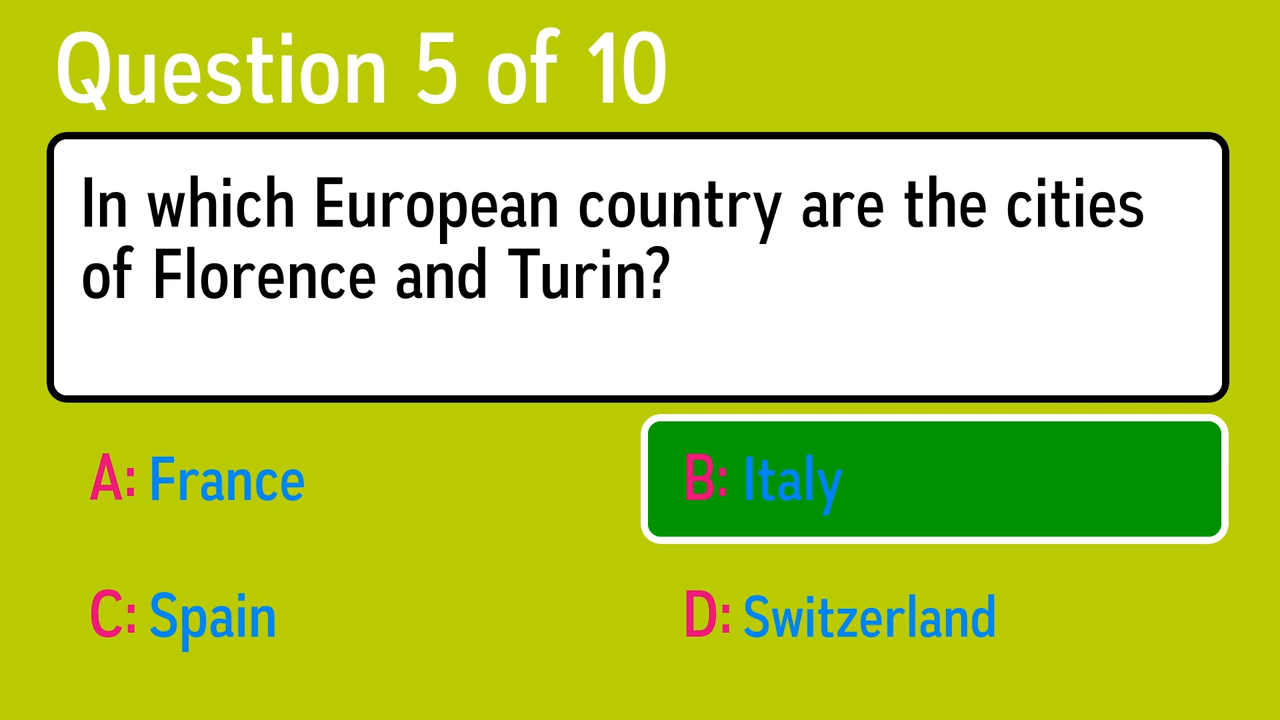 Question 5 of 10
In which European country are the cities
of Florence and Turin?
A: France
B: Italy
C: Spain
D: Switzerland